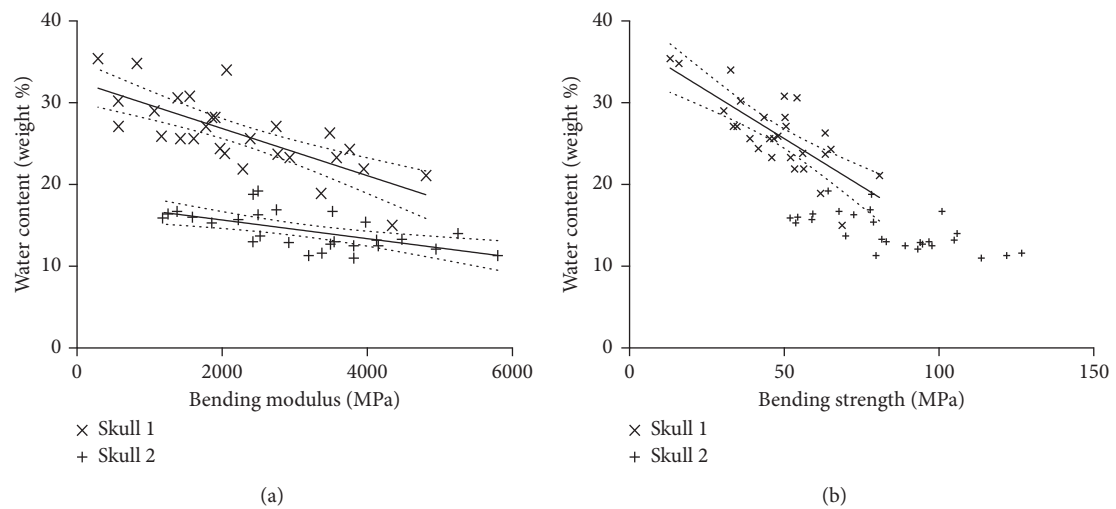 40
30
20
10
0
Water content (weight %)
0 2000 4000 6000
Bending modulus (MPa)
Skull 1
Skull 2
(a)
40
30
20
10
0
Water content (weight %)
0 50 100 150
Bending strength (MPa)
Skull 1
Skull 2
(b)